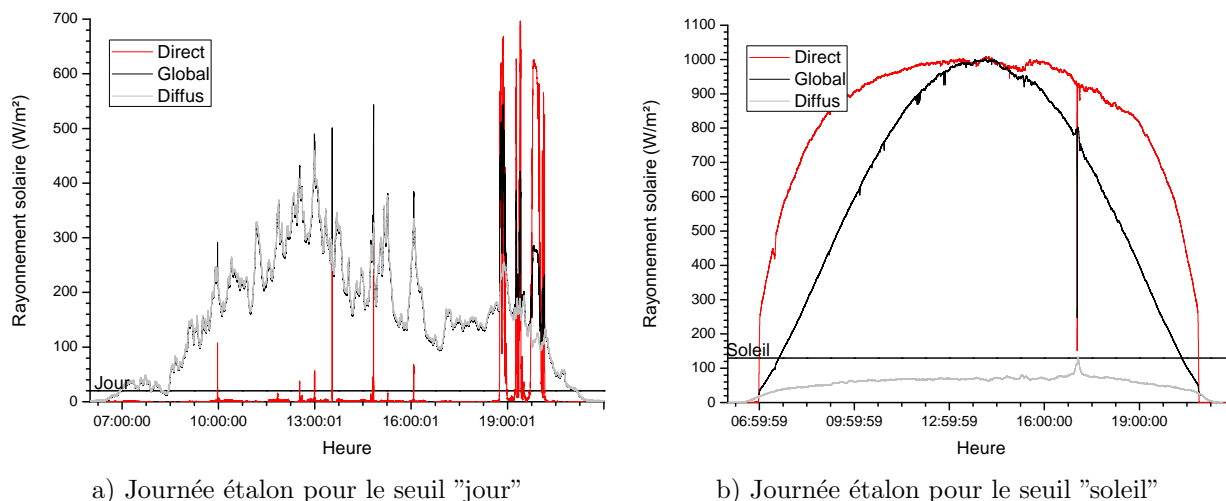 700
600
500
400
300
200
100
0
Rayonnement solaire (W/m²)
Direct
Global
Diffus
Jour
07:00:00
10:00:00
13:00:01
16:00:01
19:00:01
Heure
a) Journée étalon pour le seuil ”jour”
1100
1000
900
800
700
600
500
400
300
200
100
0
Rayonnement solaire (W/m²)
Direct
Global
Diffus
Soleil
06:59:59
09:59:59
12:59:59
16:00:00
19:00:00
Heure
b) Journée étalon pour le seuil ”soleil”